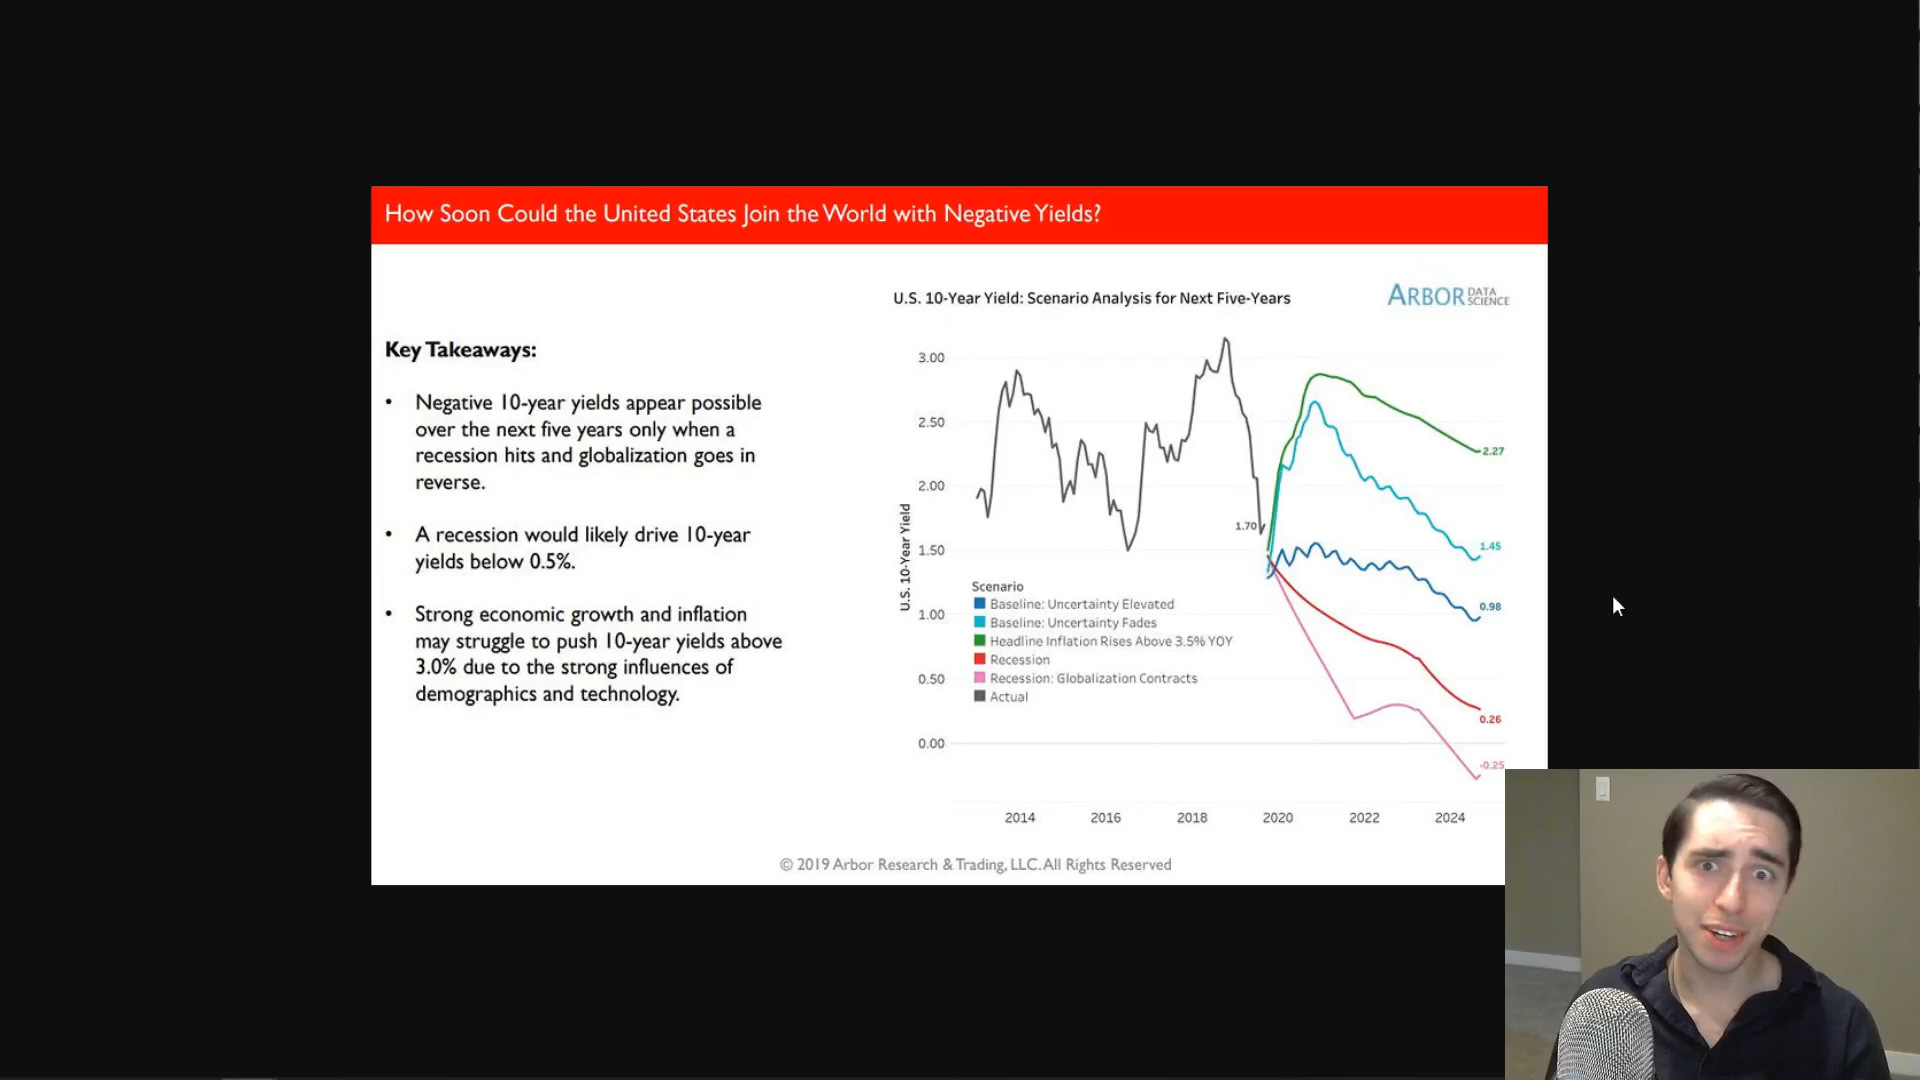 How Soon Could the United States Join the World with Negative Yields?
Key Takeaways:
• Negative 10-year yields appear possible
over the next five years only when a
recession hits and globalization goes in
reverse.
• A recession would likely drive 10-year
yields below 0.5%.
• Strong economic growth and inflation
may struggle to push 10-year yields above
3.0% due to the strong influences of
demographics and technology.
U.S. 10-Year Yield: Scenario Analysis for Next Five-Years
ARBOR DATA
SCIENCE
U.S. 10-Year Yield
3.00
2.50
2.00
1.50
1.00
0.50
0.00
1.70
2.27
1.45
0.98
0.26
-0.25
Scenario
Baseline: Uncertainty Elevated
Baseline: Uncertainty Fades
Headline Inflation Rises Above 3.5% YOY
Recession
Recession: Globalization Contracts
Actual
2014 2016 2018 2020 2022 2024
© 2019 Arbor Research & Trading, LLC. All Rights Reserved